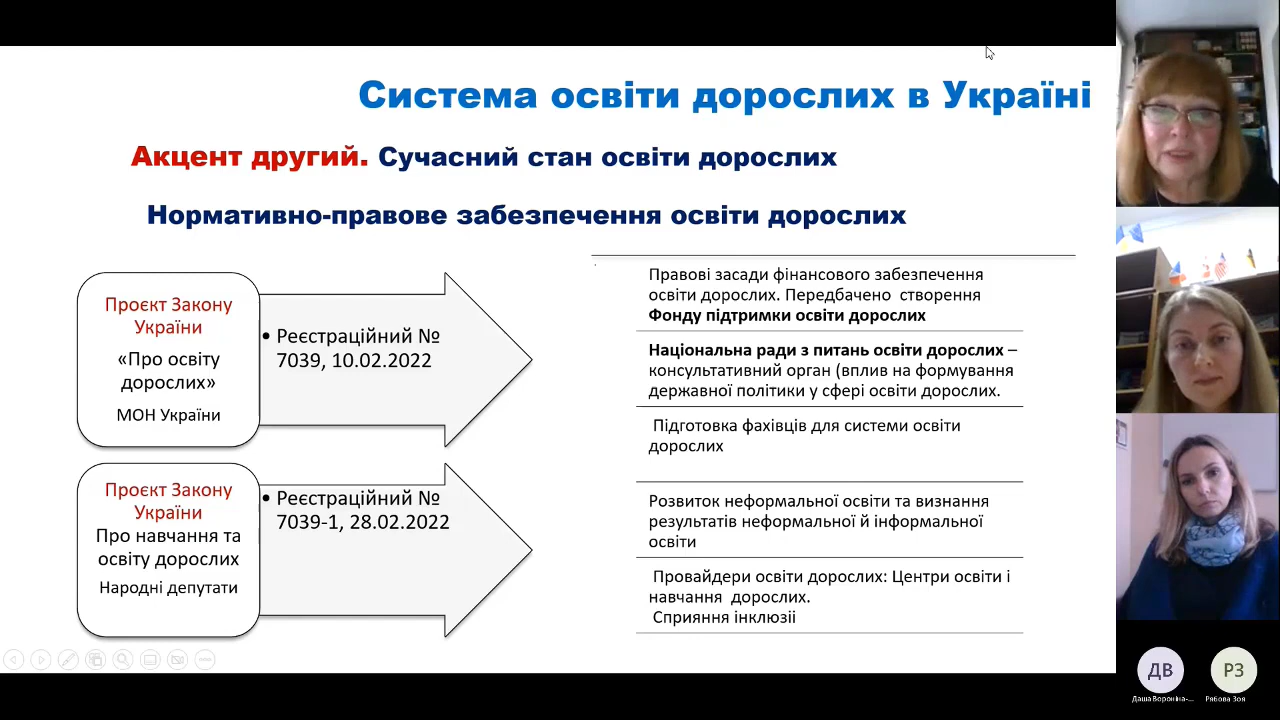 Система освіти дорослих в Україні
Акцент другий. Сучасний стан освіти дорослих
Нормативно-правове забезпечення освіти дорослих
Проєкт Закону
України
«Про освіту
дорослих»
МОН України
• Реєстраційний №
7039, 10.02.2022
Проєкт Закону
України
Про навчання та
освіту дорослих
Народні депутати
• Реєстраційний №
7039-1, 28.02.2022
Правові засади фінансового забезпечення
освіти дорослих. Передбачено створення
Фонду підтримки освіти дорослих
Національна ради з питань освіти дорослих –
консультативний орган (вплив на формування
державної політики у сфері освіти дорослих.
Підготовка фахівців для системи освіти
дорослих
Розвиток неформальної освіти та визнання
результатів неформальної й інформальної
освіти
Провайдери освіти дорослих: Центри освіти і
навчання дорослих.
Сприяння інклюзії
ДВ
Даша Вороніна-...
РЗ
Рябова Зоя